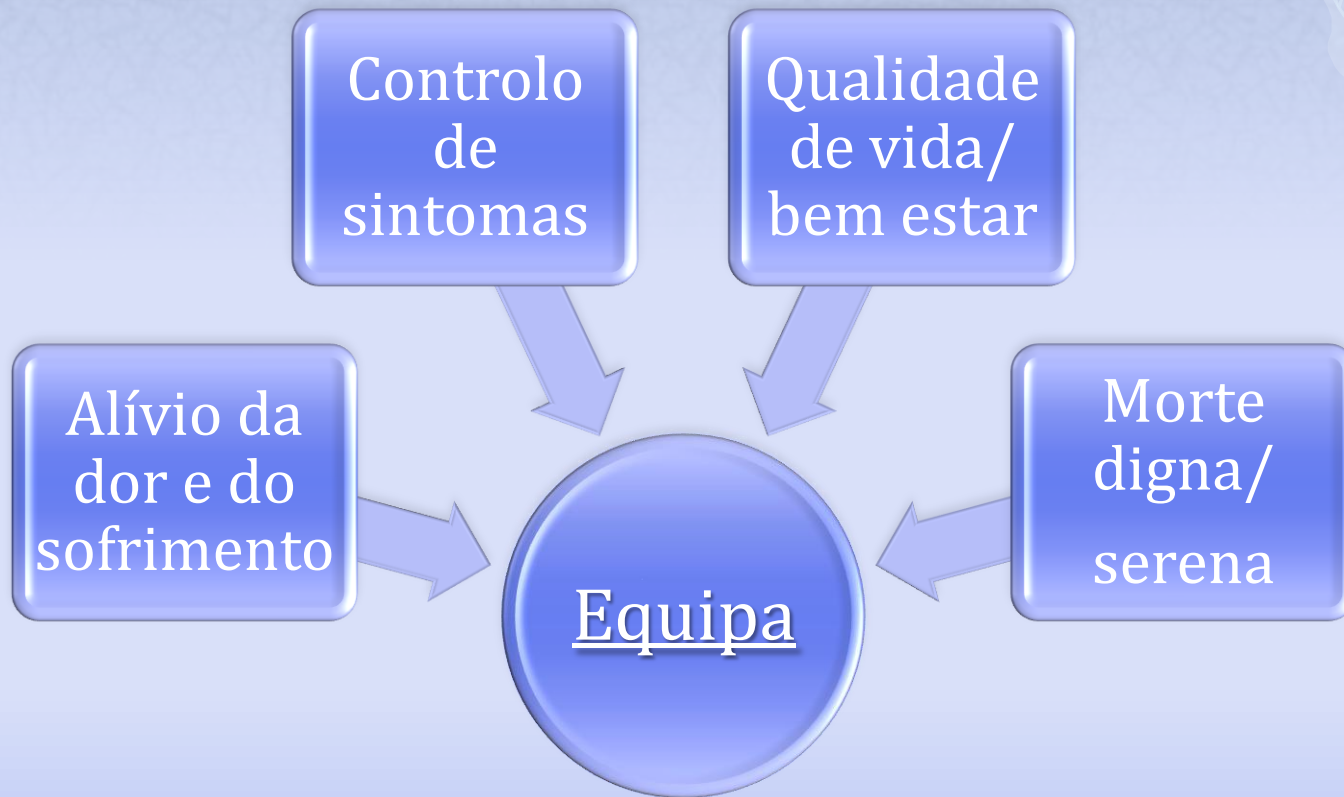 Controlo
de
sintomas
Qualidade
de vida/
bem estar
Alívio da
dor e do
sofrimento
Morte
digna/
serena
Equipa